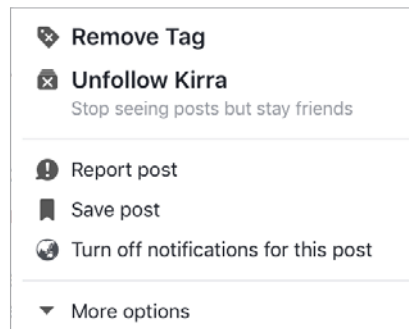 Remove Tag
Unfollow Kirra
Stop seeing posts but stay friends
Report post
Save post
Turn off notifications for this post
More options